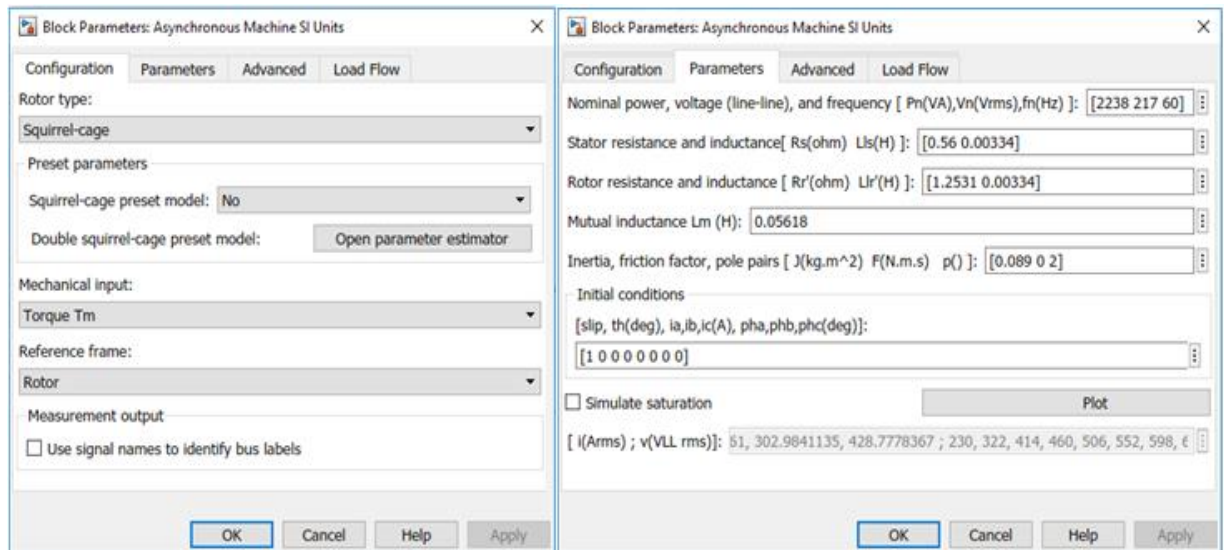 Block Parameters: Asynchronous Machine SI Units
Configuration Parameters Advanced Load Flow
Rotor type:
Squirrel-cage
Preset parameters
Squirrel-cage preset model: No
Double squirrel-cage preset model: Open parameter estimator
Mechanical input:
Torque Tm
Reference frame:
Rotor
Measurement output
Use signal names to identify bus labels
OK Cancel Help Apply
Block Parameters: Asynchronous Machine SI Units
Configuration Parameters Advanced Load Flow
Nominal power, voltage (line-line), and frequency [ Pn(VA),Vn(Vrms),fn(Hz) ]: [2238 217 60]
Stator resistance and inductance[ Rs(ohm) Lls(H) ]: [0.56 0.00334]
Rotor resistance and inductance [ Rr'(ohm) Llr'(H) ]: [1.2531 0.00334]
Mutual inductance Lm (H): 0.05618
Inertia, friction factor, pole pairs [ J(kg.m^2) F(N.m.s) p() ]: [0.089 0 2]
Initial conditions
[slip, th(deg), ia,ib,ic(A), pha,phb,phc(deg)]:
[1 0 0 0 0 0 0 0]
Simulate saturation Plot
[ i(Arms) ; v(VLL rms)]: 61, 302.9841135, 428.7778367 ; 230, 322, 414, 460, 506, 552, 598, 6
OK Cancel Help Apply